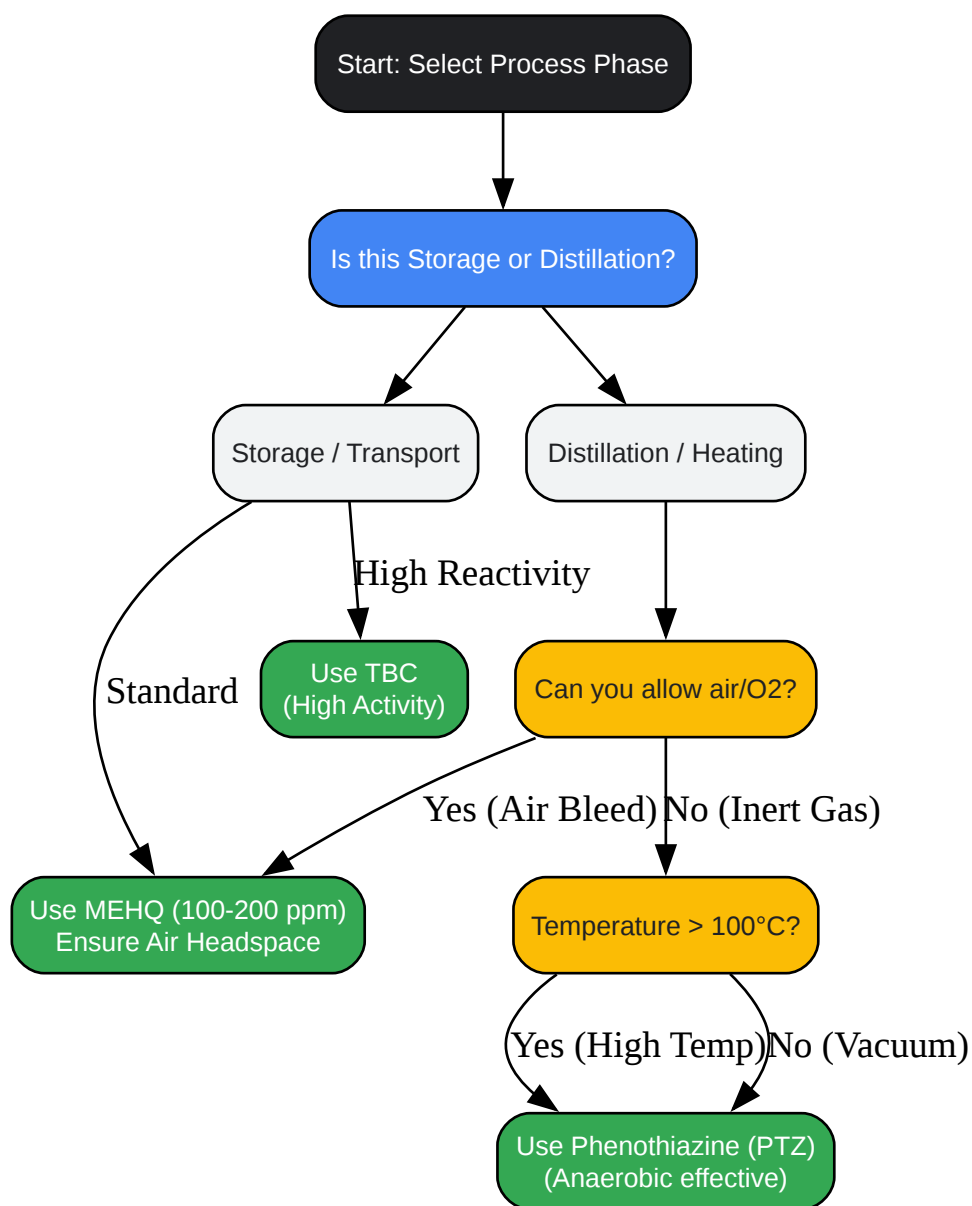 Start: Select Process Phase
Is this Storage or Distillation?
Storage / Transport
Distillation / Heating
High Reactivity
Standard
Use TBC
(High Activity)
Can you allow air/O2?
Yes (Air Bleed)
No (Inert Gas)
Use MEHQ (100-200 ppm)
Ensure Air Headspace
Temperature > 100°C?
Yes (High Temp)
No (Vacuum)
Use Phenothiazine (PTZ)
(Anaerobic effective)